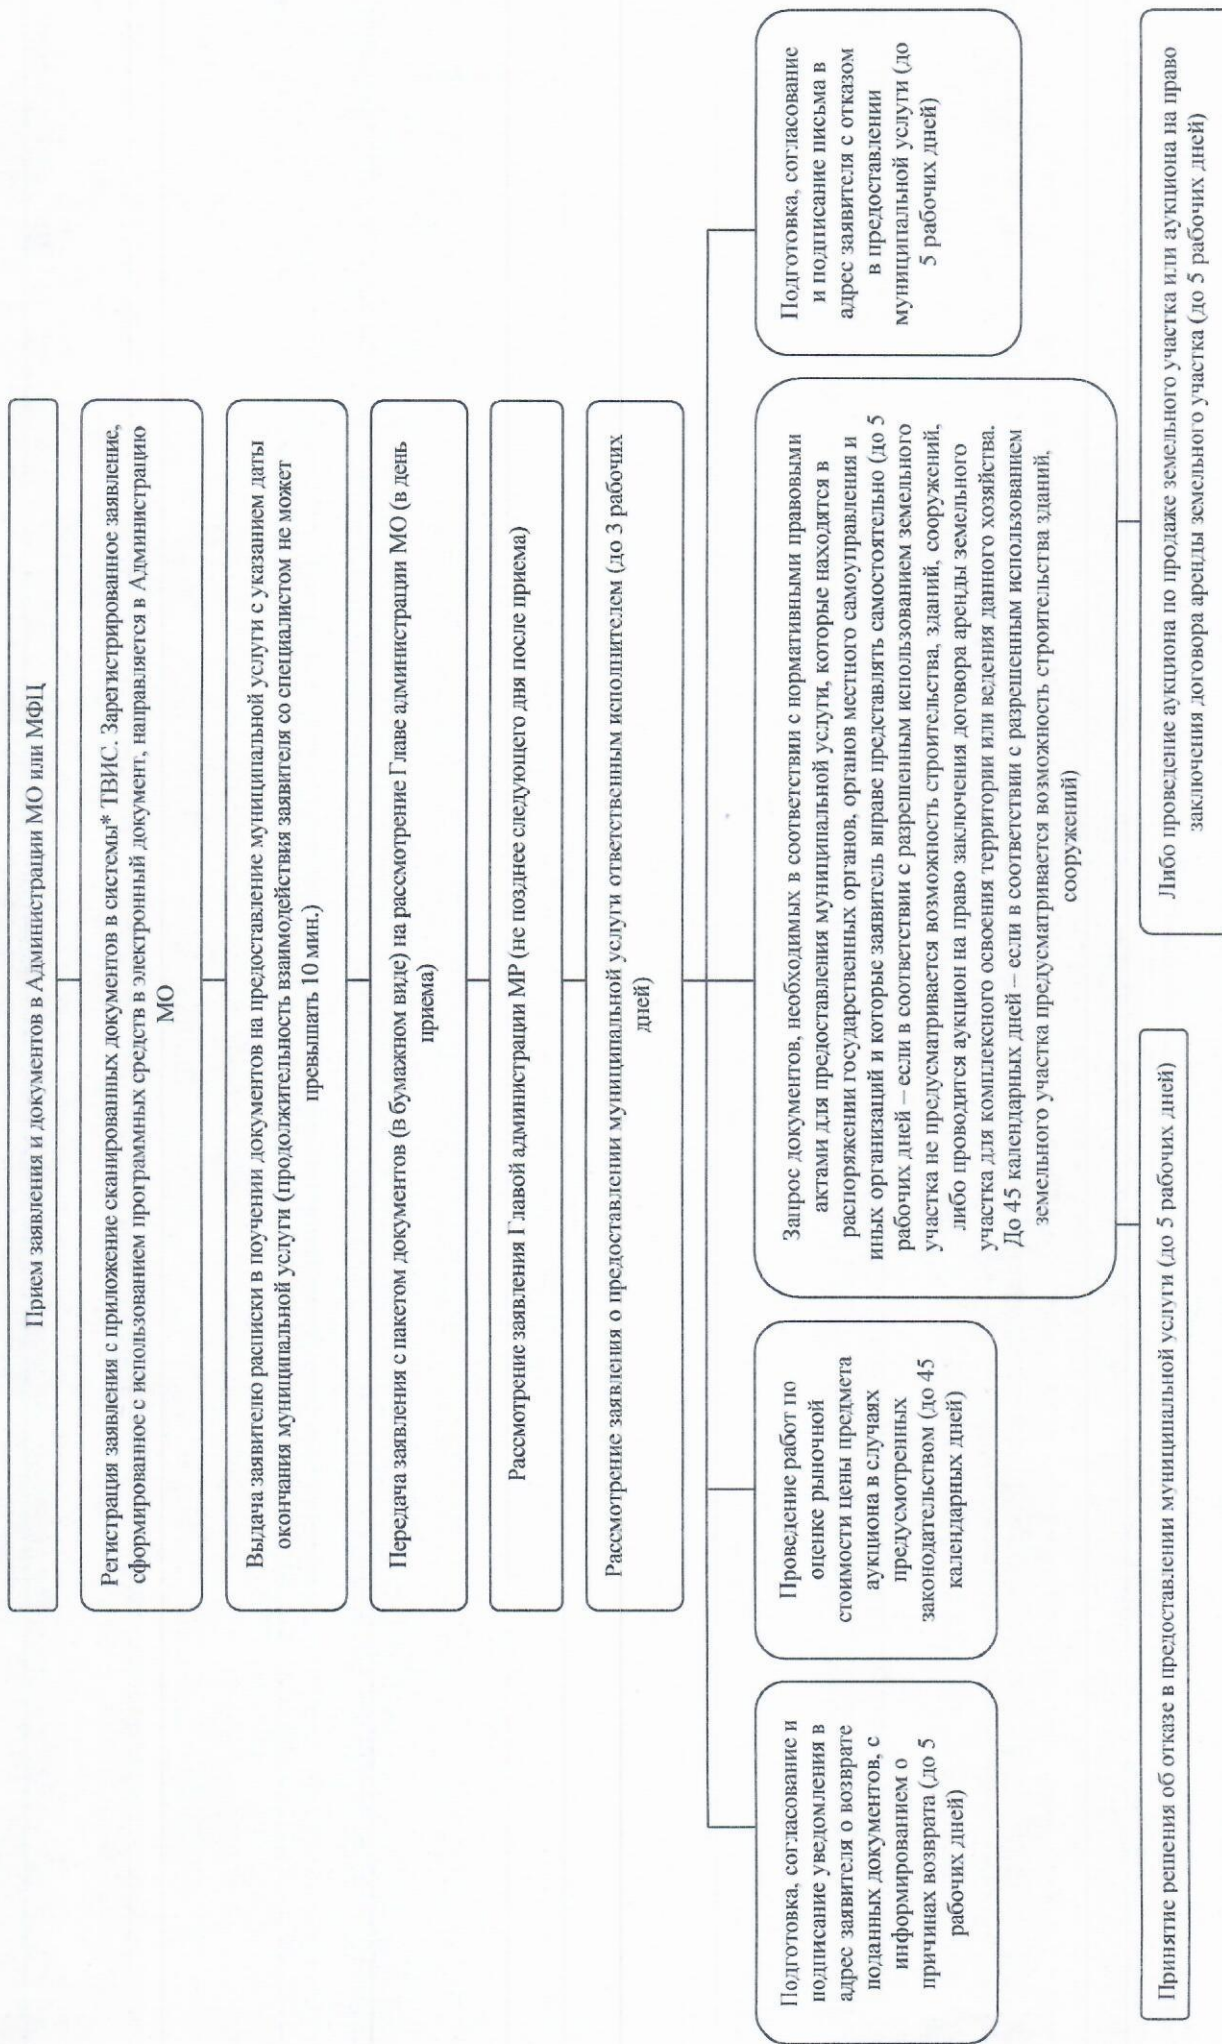 Прием заявления и документов в Администрации МО или МФЦ
Регистрация заявления с приложение сканированных документов в системы* ТВИС. Зарегистрированное заявление,
сформированное с использованием программных средств в электронный документ, направляется в Администрацию
МО
Выдача заявителю расписки в поучении документов на предоставление муниципальной услуги с указанием даты
окончания муниципальной услуги (продолжительность взаимодействия заявителя со специалистом не может
превышать 10 мин.)
Передача заявления с пакетом документов (в бумажном виде) на рассмотрение Главе администрации МО (в день
приема)
Рассмотрение заявления Главой администрации МР (не позднее следующего дня после приема)
Рассмотрение заявления о предоставлении муниципальной услуги ответственным исполнителем (до 3 рабочих
дней)
Подготовка, согласование и
подписание уведомления в
адрес заявителя о возврате
поданных документов, с
информированием о
причинах возврата (до 5
рабочих дней)
Проведение работ по
оценке рыночной
стоимости цены предмета
аукциона в случаях
предусмотренных
законодательством (до 45
календарных дней)
Запрос документов, необходимых в соответствии с нормативными правовыми
актами для предоставления муниципальной услуги, которые находятся в
распоряжении государственных органов, органов местного самоуправления и
иных организаций и которые заявитель вправе представлять самостоятельно (до 5
рабочих дней – если в соответствии с разрешенным использованием земельного
участка не предусматривается возможность строительства, зданий, сооружений,
либо проводится аукцион на право заключения договора аренды земельного
участка для комплексного освоения территории или ведения данного хозяйства.
До 45 календарных дней – если в соответствии с разрешенным использованием
земельного участка предусматривается возможность строительства зданий,
сооружений)
Подготовка, согласование
и подписание письма в
адрес заявителя с отказом
в предоставлении
муниципальной услуги (до
5 рабочих дней)
Принятие решения об отказе в предоставлении муниципальной услуги (до 5 рабочих дней)
Либо проведение аукциона по продаже земельного участка или аукциона на право
заключения договора аренды земельного участка (до 5 рабочих дней)